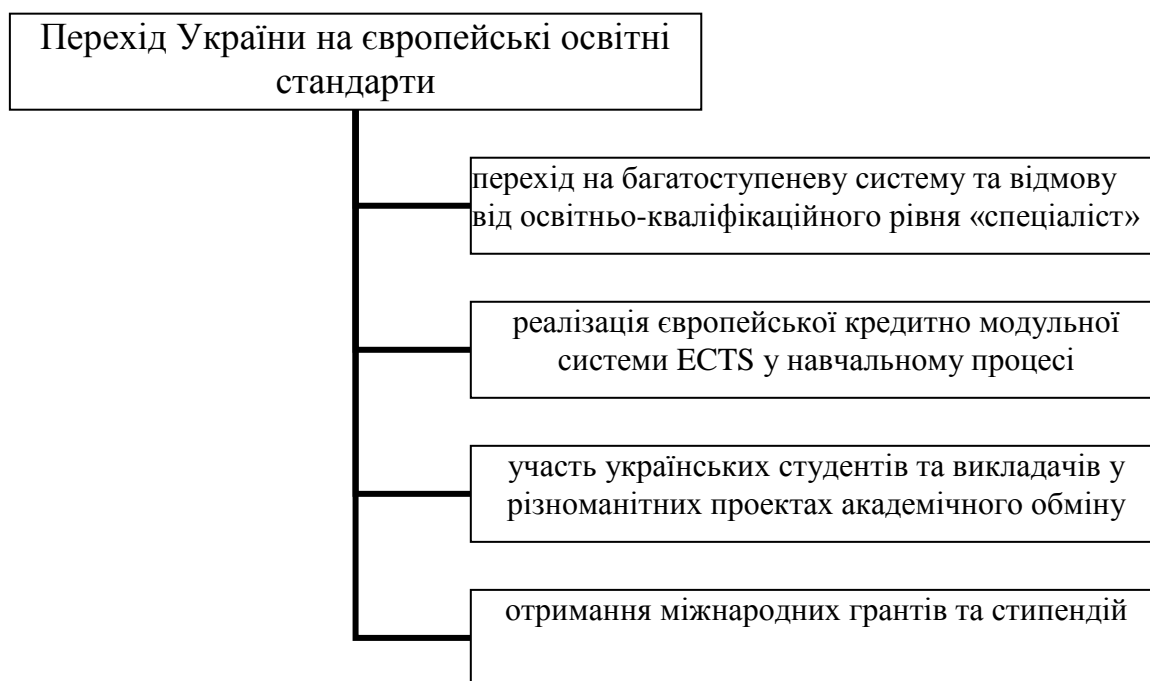 Перехід України на європейські освітні
стандарти
перехід на багатоступеневу систему та відмову
від освітньо-кваліфікаційного рівня «спеціаліст»
реалізація європейської кредитно модульної
системи ECTS у навчальному процесі
участь українських студентів та викладачів у
різноманітних проектах академічного обміну
отримання міжнародних грантів та стипендій